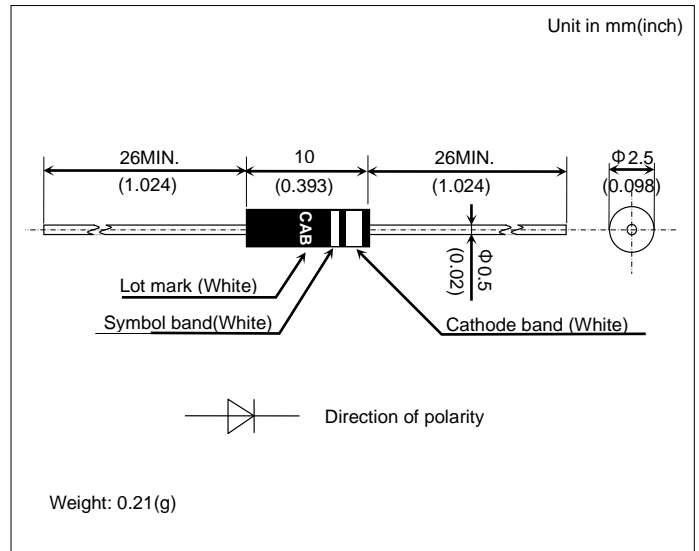 Unit in mm(inch)
26MIN.
(1.024)
10
(0.393)
26MIN.
(1.024)
Φ2.5
(0.098)
CAB
Φ0.5
(0.02)
Lot mark (White)
Symbol band(White)
Cathode band (White)
Direction of polarity
Weight: 0.21(g)